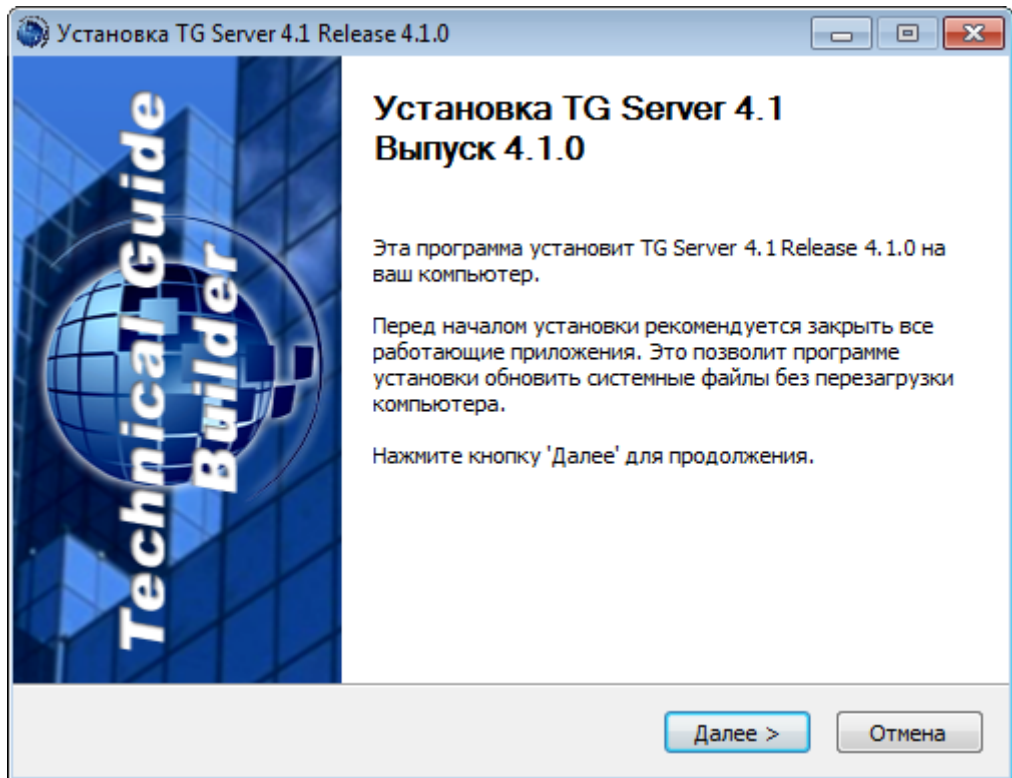 Установка TG Server 4.1 Release 4.1.0
Technical Guide
Builder
Установка TG Server 4.1
Выпуск 4.1.0
Эта программа установит TG Server 4.1 Release 4.1.0 на
ваш компьютер.
Перед началом установки рекомендуется закрыть все
работающие приложения. Это позволит программе
установки обновить системные файлы без перезагрузки
компьютера.
Нажмите кнопку 'Далее' для продолжения.
Далее >
Отмена